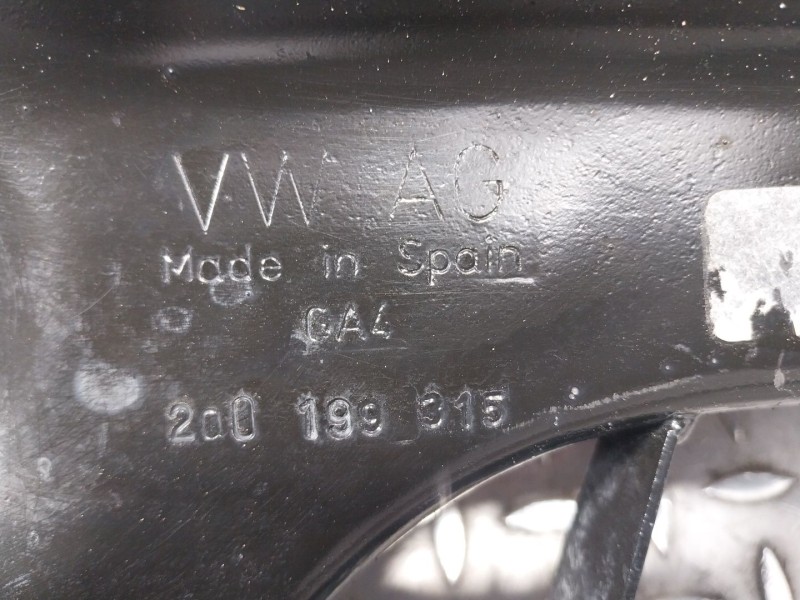 VW AG
Made in Spain
GA4
2Q0 199 315